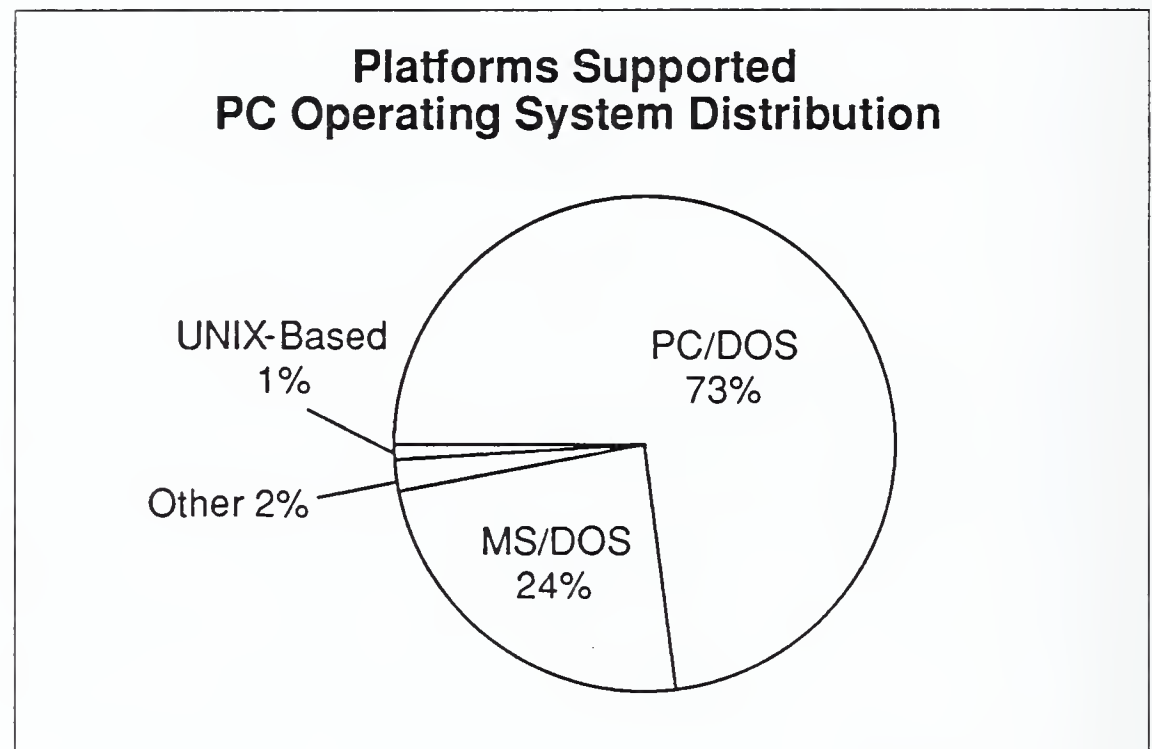 Platforms Supported
PC Operating System Distribution
UNIX-Based
1%
PC/DOS
73%
Other 2%
MS/DOS
24%